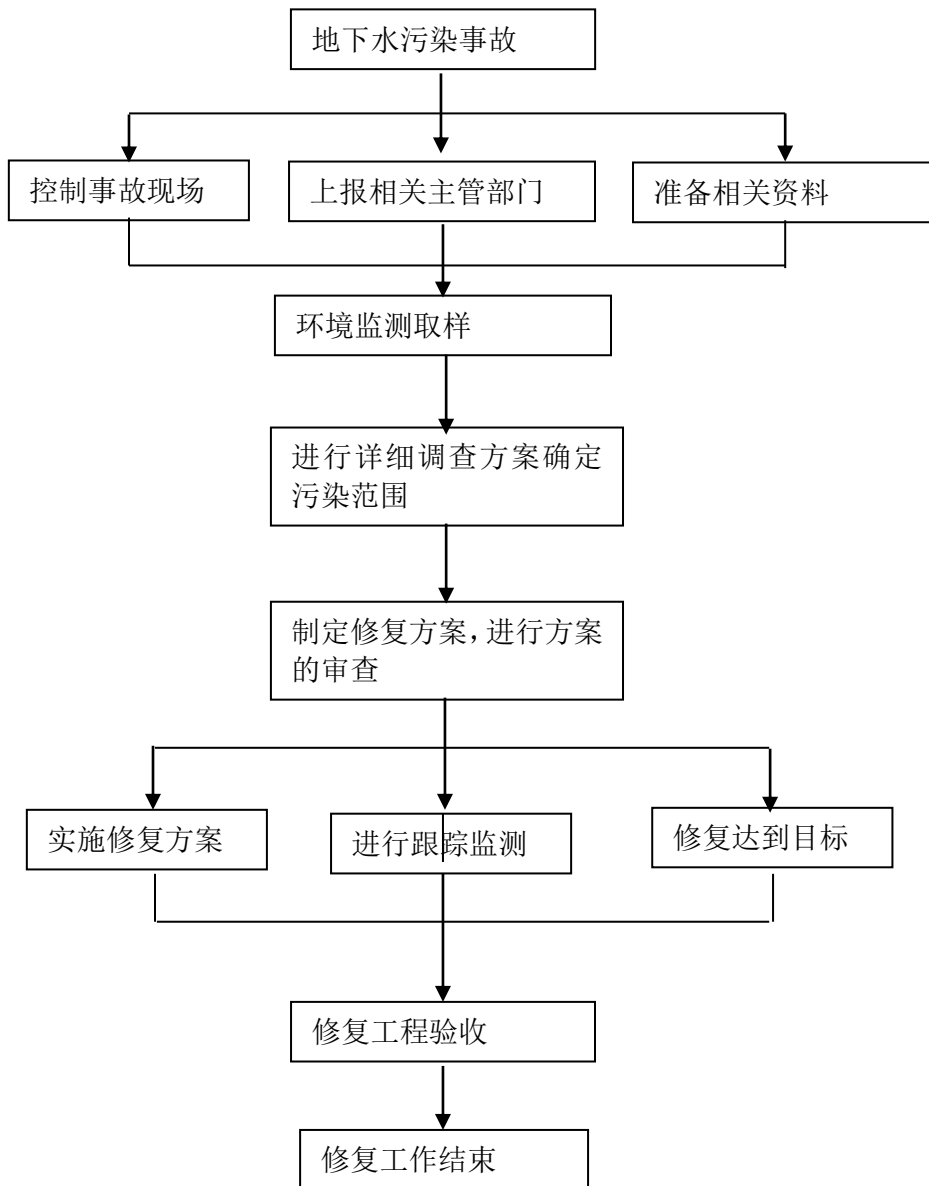 地下水污染事故
控制事故现场
上报相关主管部门
准备相关资料
环境监测取样
进行详细调查方案确定
污染范围
制定修复方案，进行方案
的审查
实施修复方案
进行跟踪监测
修复达到目标
修复工程验收
修复工作结束